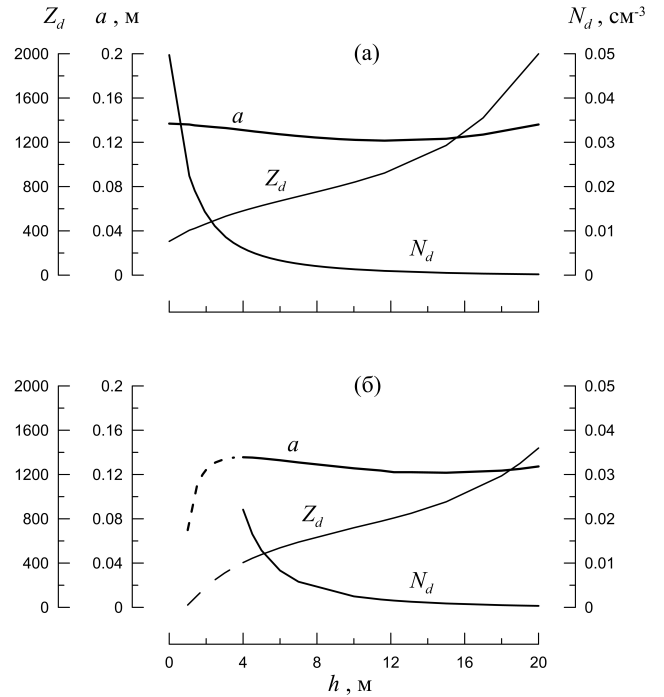 Z_d a , м N_d , см⁻³
2000 0.2 (а) 0.05
1600 0.16 0.04
a
1200 0.12 0.03
Z_d
800 0.08 0.02
400 0.04 N_d 0.01
0 0 0
2000 0.2 (б) 0.05
1600 0.16 0.04
a
1200 0.12 0.03
800 0.08 Z_d 0.02
400 0.04 N_d 0.01
0 0 0
0 4 8 12 16 20
h , м